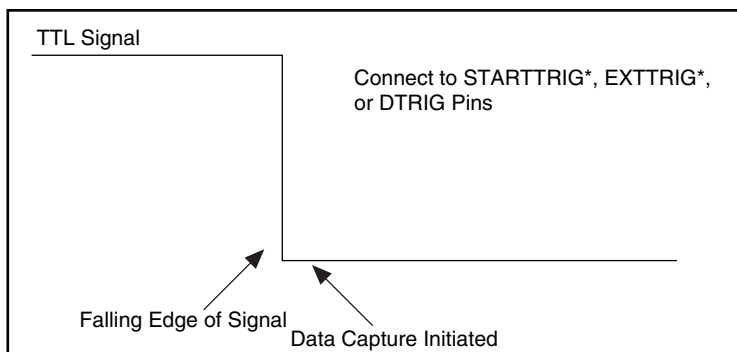 TTL Signal
Connect to STARTTRIG*, EXTTRIG*,
or DTRIG Pins
Falling Edge of Signal
Data Capture Initiated